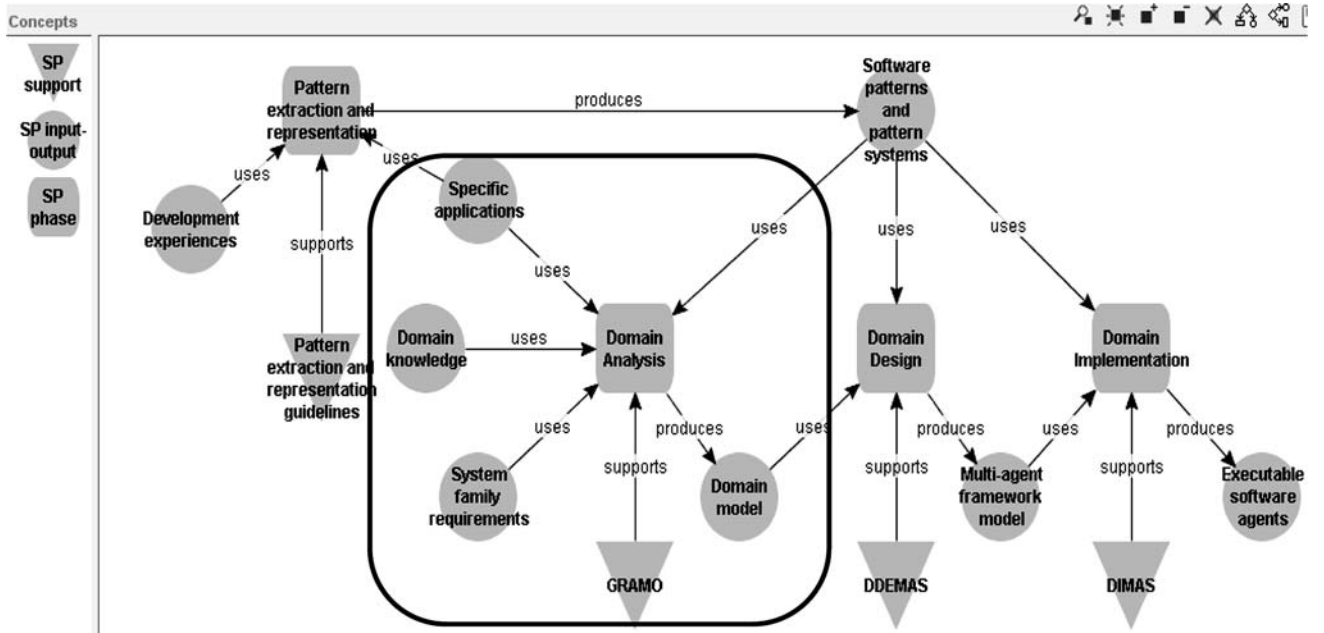 Concepts
SP
support
SP input-
output
SP
phase
Pattern
extraction and
representation
produces
Software
patterns
and
pattern
systems
uses
uses
Specific
applications
Development
experiences
supports
uses
uses
uses
uses
Pattern
extraction and
representation
guidelines
Domain
knowledge
uses
Domain
Analysis
Domain
Design
Domain
Implementation
uses
produces
uses
produces
uses
produces
supports
supports
supports
System
family
requirements
Domain
model
Multi-agent
framework
model
Executable
software
agents
GRAMO
DDEMAS
DIMAS